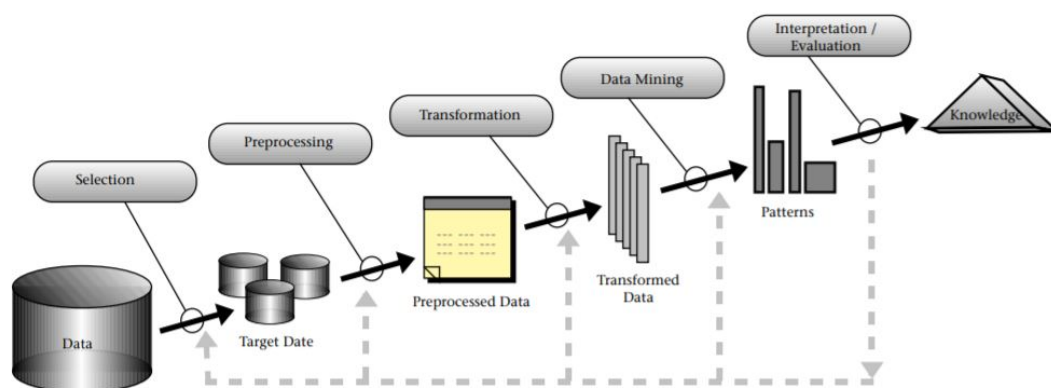 Interpretation /
Evaluation
Data Mining
Transformation
Preprocessing
Selection
Knowledge
Patterns
Transformed
Data
Preprocessed Data
Target Date
Data
--- --- ---
--- --- ---
--- --- ---